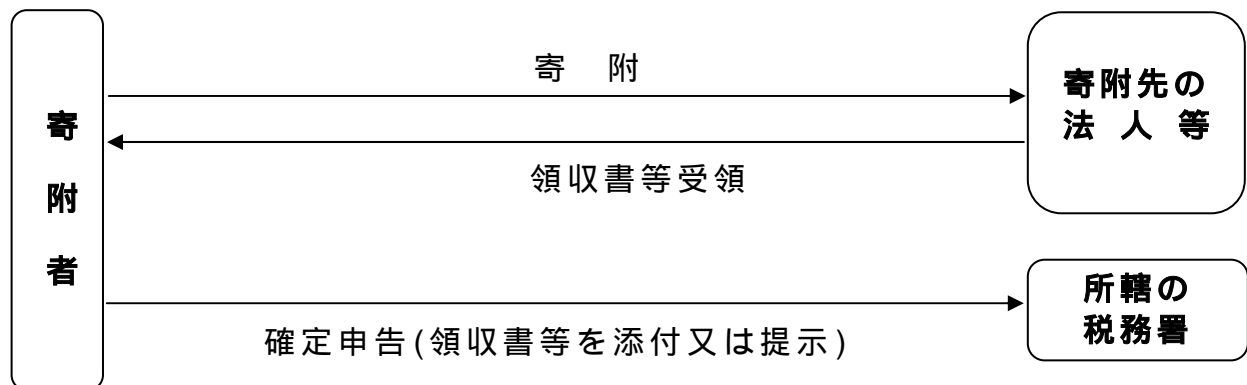 寄附者
寄　附
領収書等受領
寄附先の
法 人 等
確定申告(領収書等を添付又は提示)
所轄の
税務署